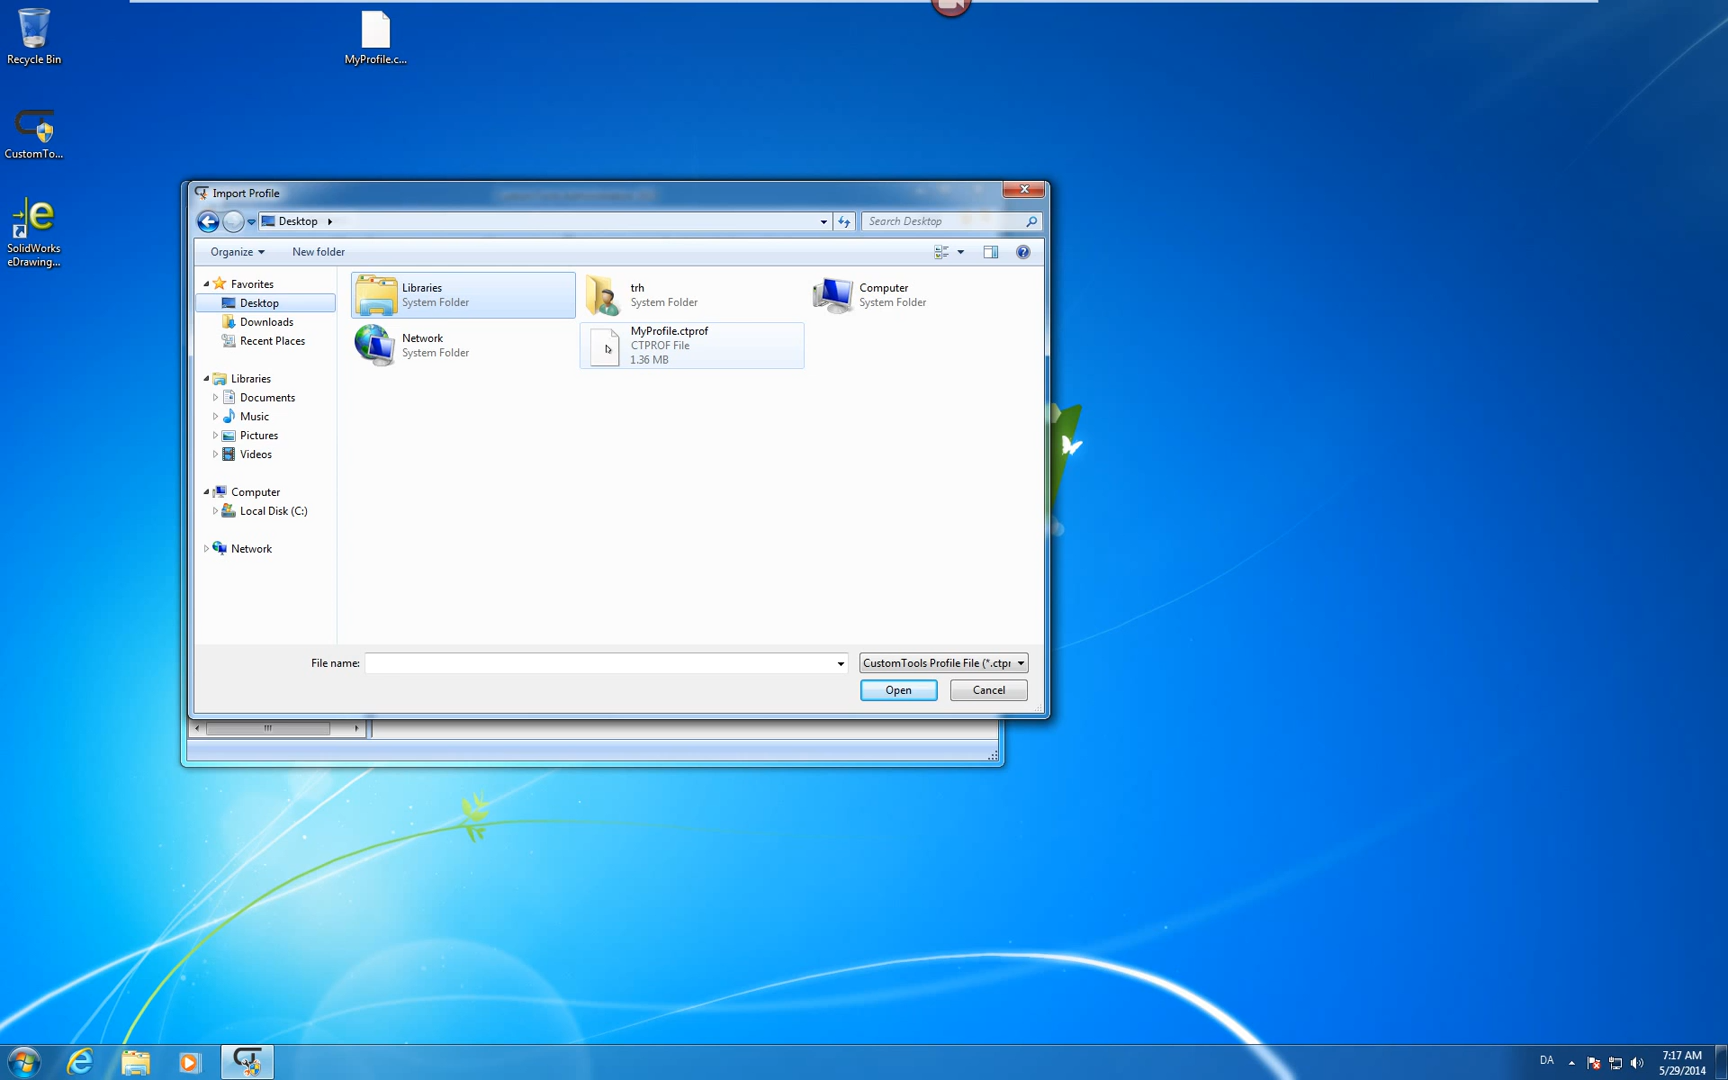 Recycle Bin
MyProfile.c...
CustomTo...
SolidWorks
eDrawing...
Import Profile
Desktop
Search Desktop
Organize
New folder
Favorites
Desktop
Downloads
Recent Places
Libraries
Documents
Music
Pictures
Videos
Computer
Local Disk (C:)
Network
Libraries
System Folder
trh
System Folder
Computer
System Folder
Network
System Folder
MyProfile.ctprof
CTPROF File
1.36 MB
File name:
CustomTools Profile File (*.ctpr
Open
Cancel
DA
7:17 AM
5/29/2014